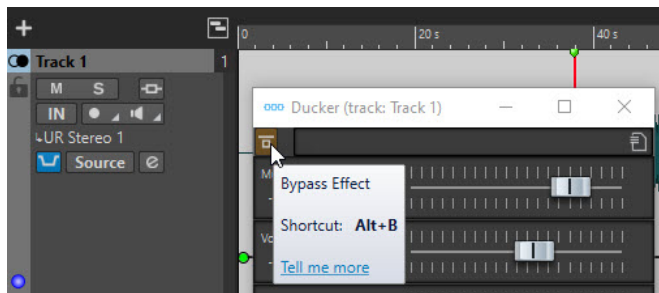 0
20 s
40 s
Track 1
1
M S
IN
UR Stereo 1
Source e
Ducker (track: Track 1)
Bypass Effect
Shortcut: Alt+B
Tell me more